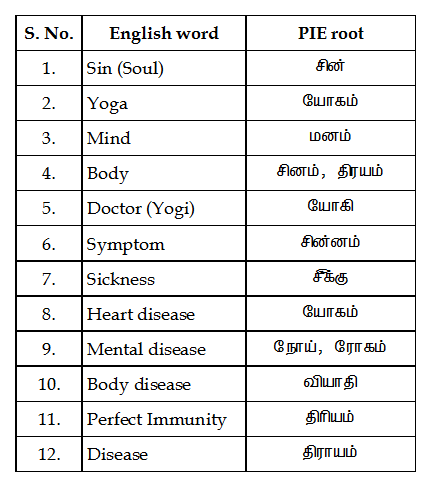 S. No. English word PIE root
1. Sin (Soul) சின்
2. Yoga யோகம்
3. Mind மனம்
4. Body சினம், திரயம்
5. Doctor (Yogi) யோகி
6. Symptom சின்னம்
7. Sickness சீக்கு
8. Heart disease யோகம்
9. Mental disease நோய், ரோகம்
10. Body disease வியாதி
11. Perfect Immunity திரியம்
12. Disease திராயம்